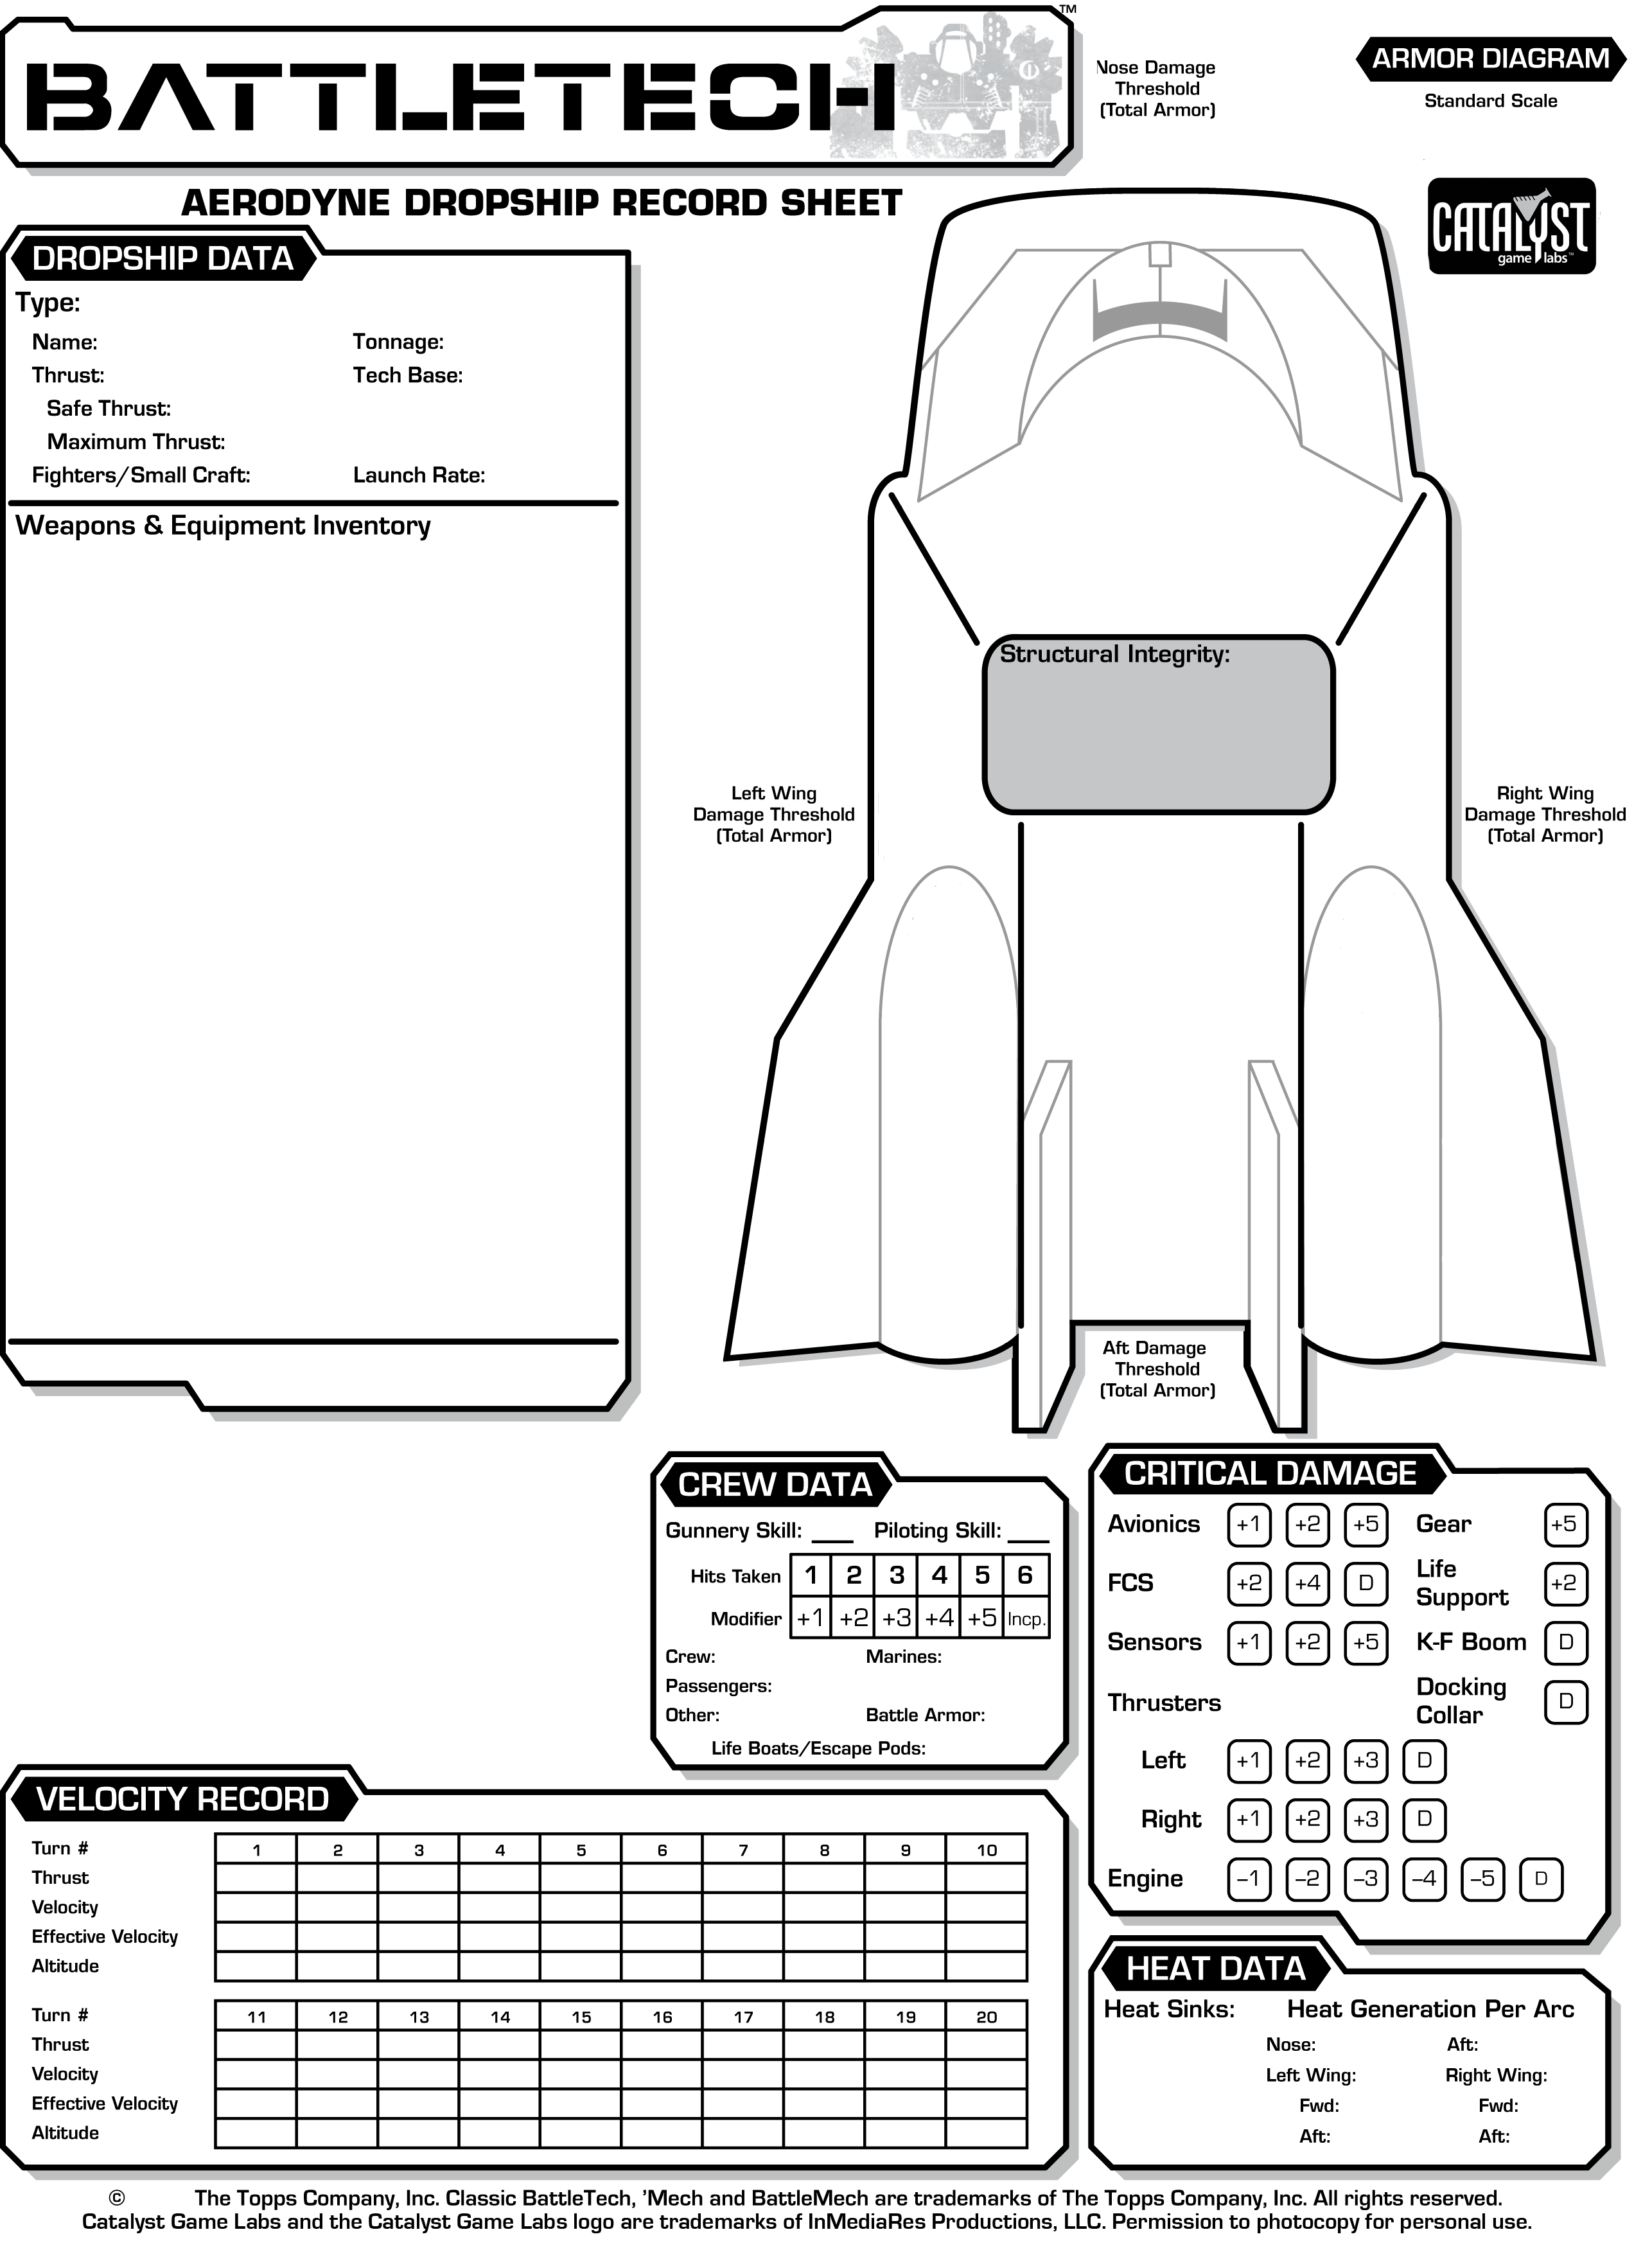 BATTLETECH™
Nose Damage
Threshold
(Total Armor)
ARMOR DIAGRAM
Standard Scale
CATALYST
game labs™
AERODYNE DROPSHIP RECORD SHEET
DROPSHIP DATA
Type:
Name: Tonnage:
Thrust: Tech Base:
Safe Thrust:
Maximum Thrust:
Fighters/Small Craft: Launch Rate:
Weapons & Equipment Inventory
Structural Integrity:
Left Wing
Damage Threshold
(Total Armor)
Right Wing
Damage Threshold
(Total Armor)
Aft Damage
Threshold
(Total Armor)
CREW DATA
Gunnery Skill: ___ Piloting Skill: ___
Hits Taken 1 2 3 4 5 6
Modifier +1 +2 +3 +4 +5 Incp.
Crew: Marines:
Passengers:
Other: Battle Armor:
Life Boats/Escape Pods:
CRITICAL DAMAGE
Avionics +1 +2 +5 Gear +5
FCS +2 +4 D Life
Support +2
Sensors +1 +2 +5 K-F Boom D
Thrusters Docking
Collar D
Left +1 +2 +3 D
Right +1 +2 +3 D
Engine –1 –2 –3 –4 –5 D
VELOCITY RECORD
Turn # 1 2 3 4 5 6 7 8 9 10
Thrust
Velocity
Effective Velocity
Altitude
Turn # 11 12 13 14 15 16 17 18 19 20
Thrust
Velocity
Effective Velocity
Altitude
HEAT DATA
Heat Sinks: Heat Generation Per Arc
Nose: Aft:
Left Wing: Right Wing:
Fwd: Fwd:
Aft: Aft:
© The Topps Company, Inc. Classic BattleTech, ’Mech and BattleMech are trademarks of The Topps Company, Inc. All rights reserved.
Catalyst Game Labs and the Catalyst Game Labs logo are trademarks of InMediaRes Productions, LLC. Permission to photocopy for personal use.